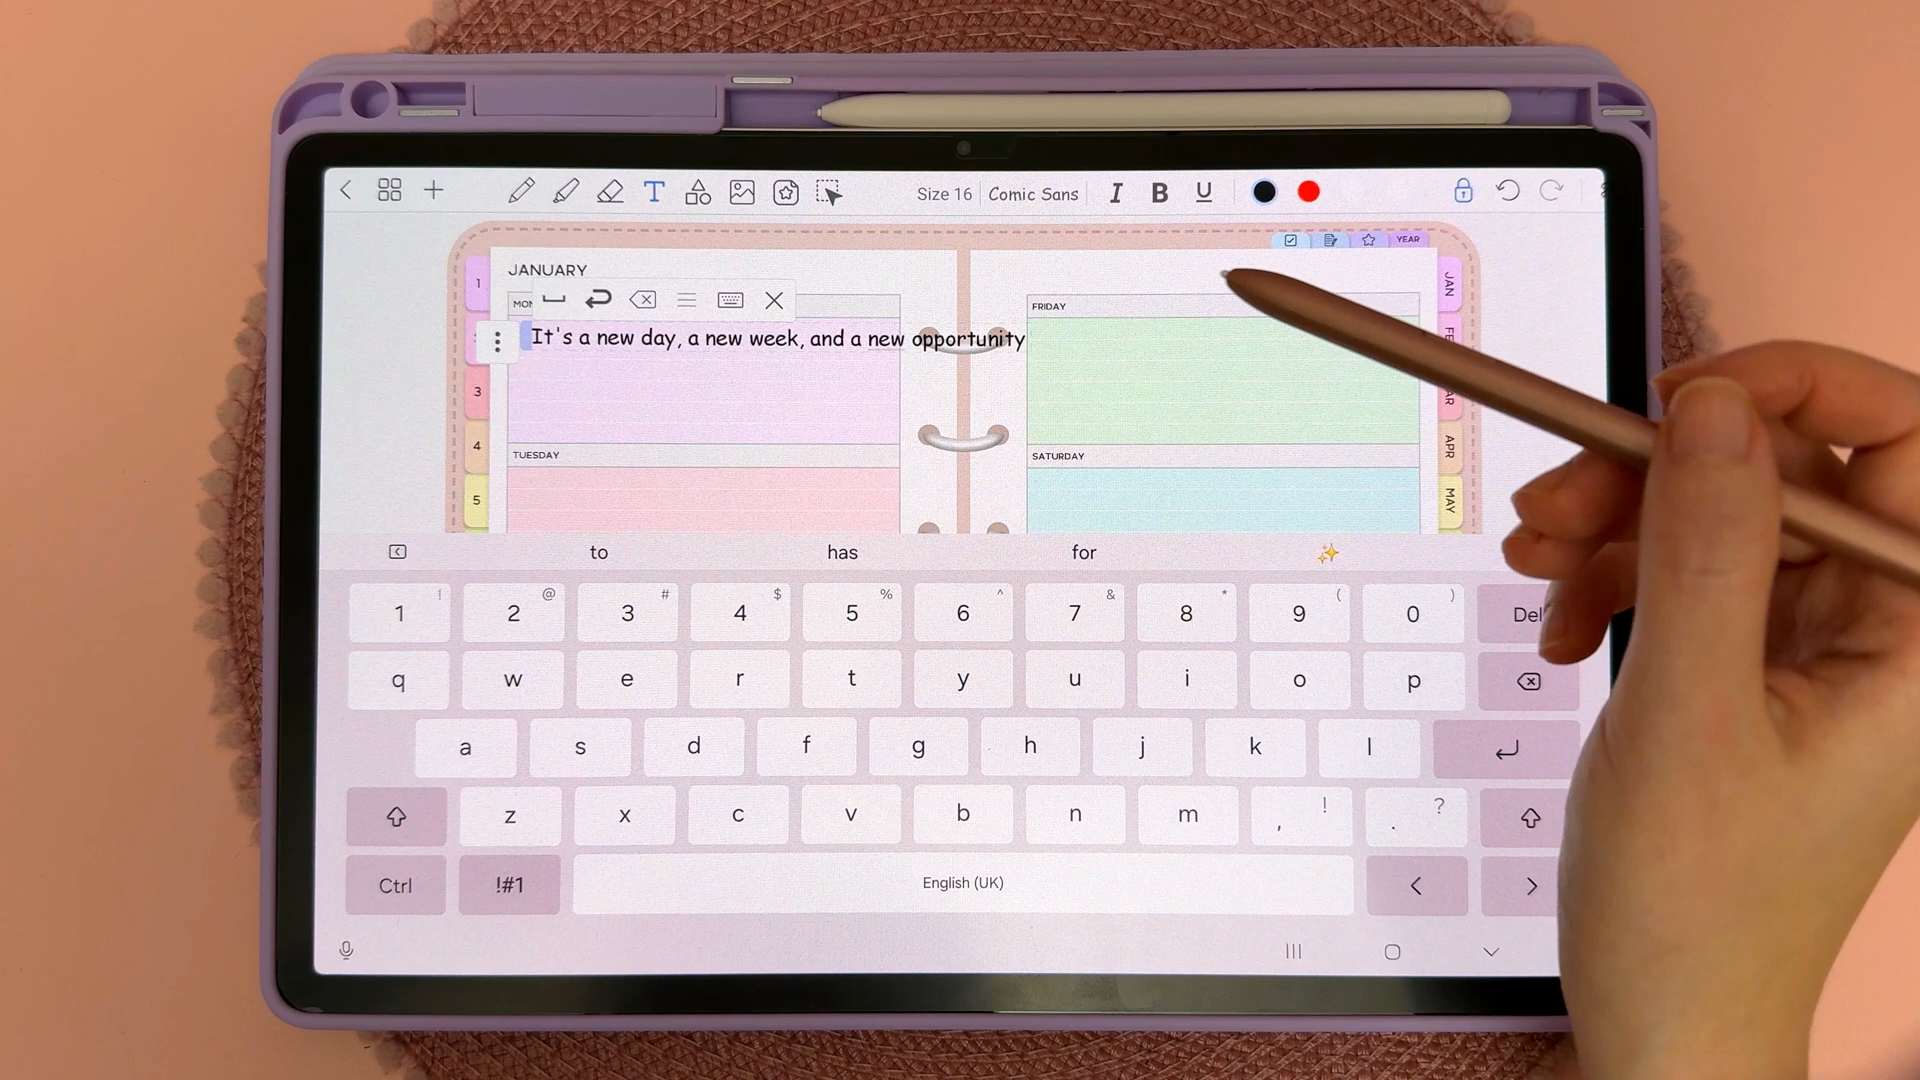 Size 16 Comic Sans I B U
YEAR
JANUARY
MON
FRIDAY
It's a new day, a new week, and a new opportunity
TUESDAY
SATURDAY
1
3
4
5
JAN
APR
MAY
to has for
1 ! 2 @ 3 # 4 $ 5 % 6 ^ 7 & 8 * 9 ( 0 ) Del
q w e r t y u i o p
a s d f g h j k l
z x c v b n m , ! . ?
Ctrl !#1 English (UK) < >